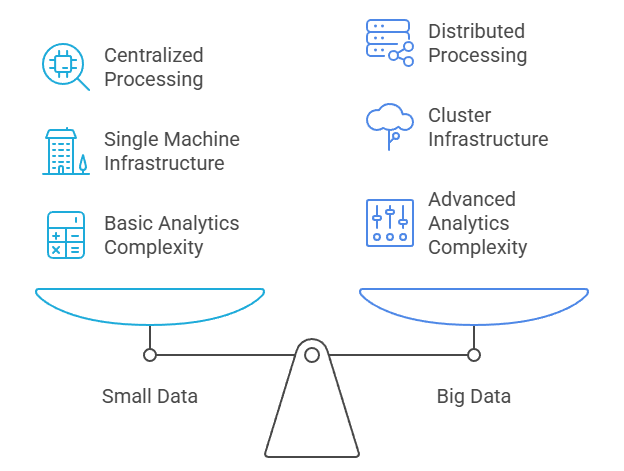 Centralized
Processing
Single Machine
Infrastructure
Basic Analytics
Complexity
Small Data
Distributed
Processing
Cluster
Infrastructure
Advanced
Analytics
Complexity
Big Data